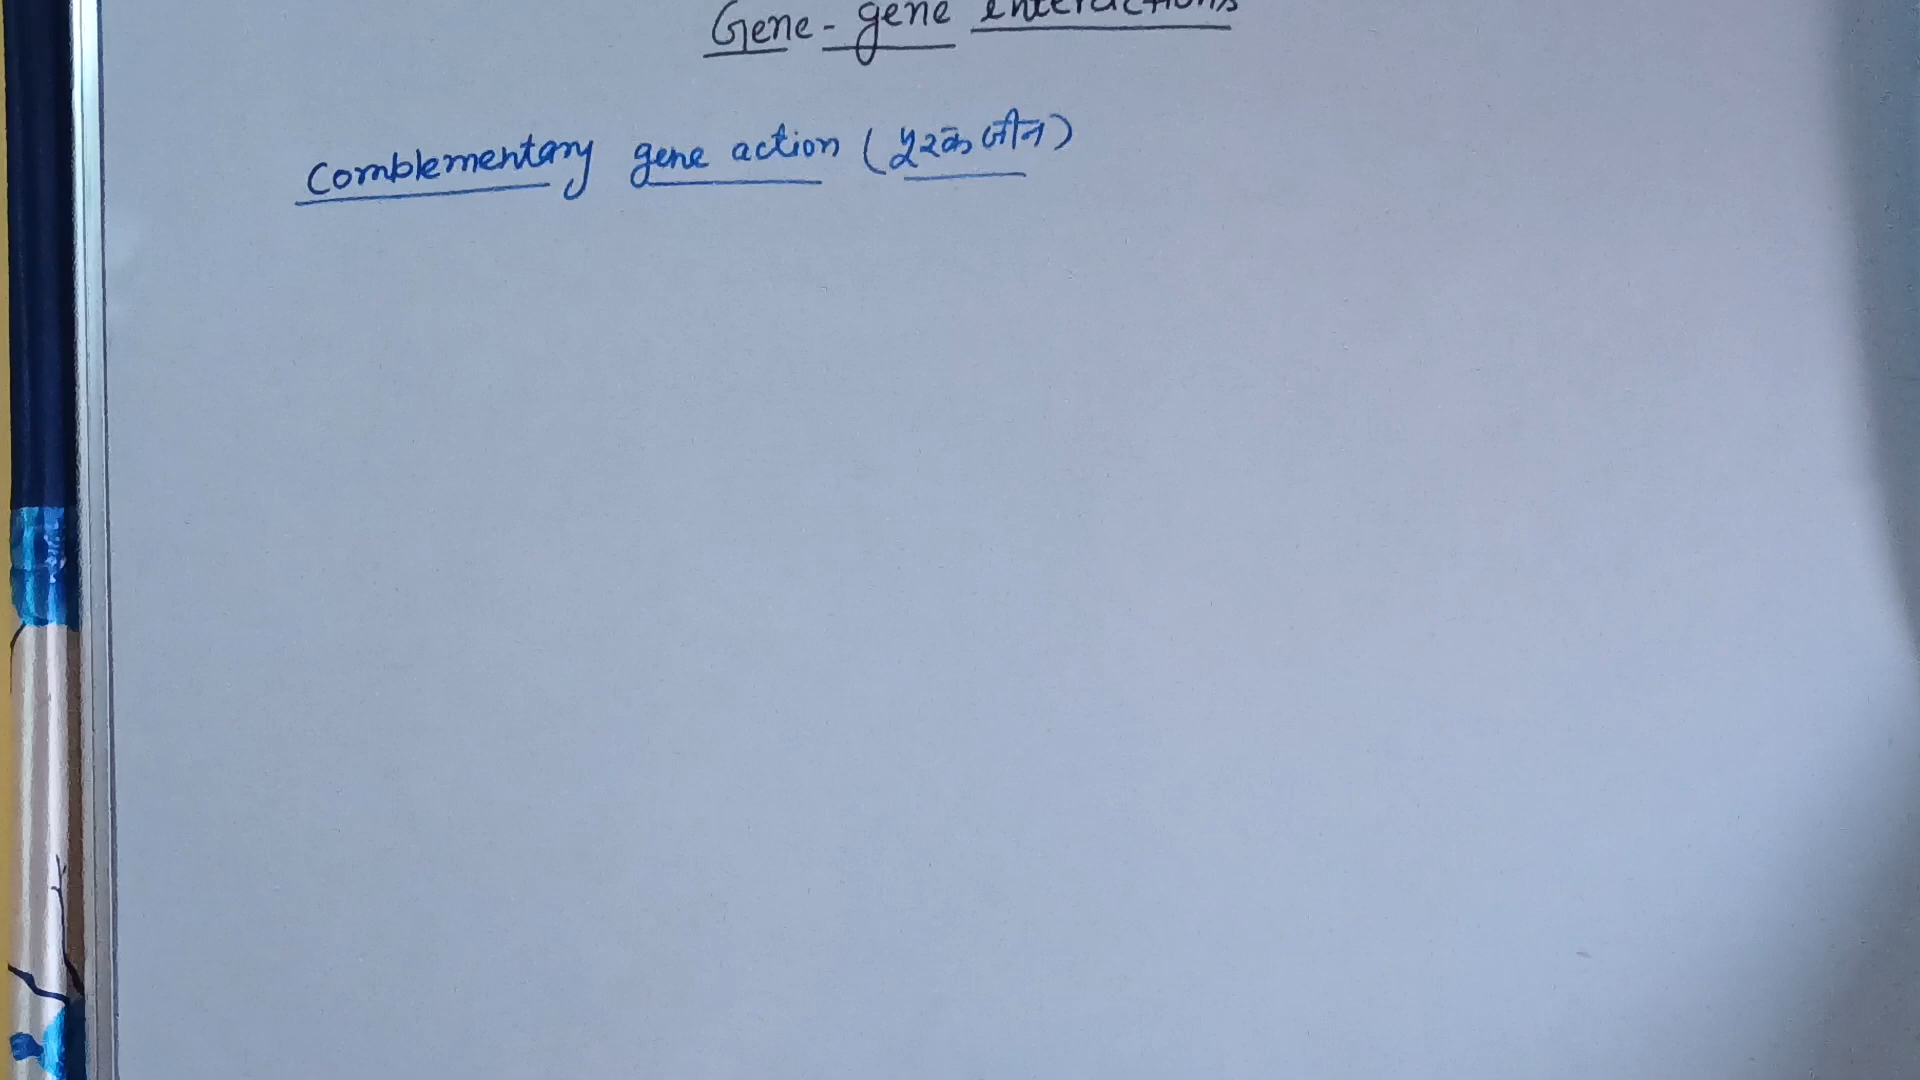 Gene-gene interactions
Complementary gene action (पूरक जीन)